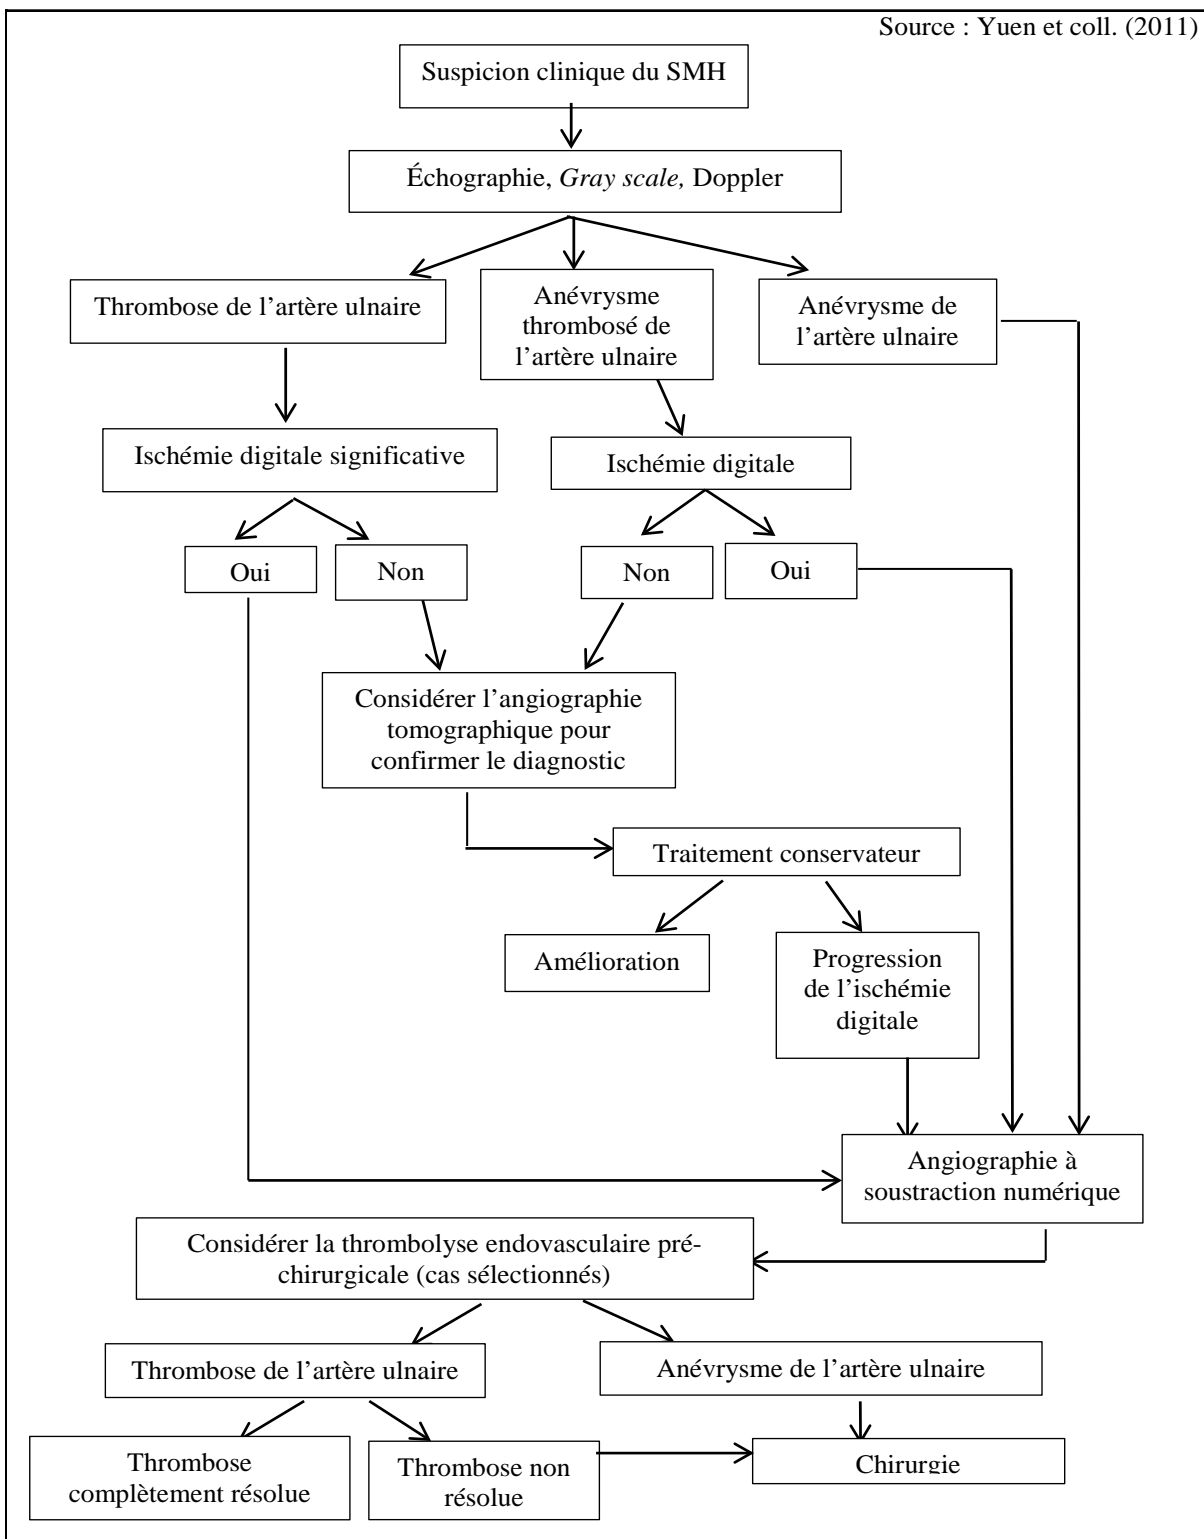 Source : Yuen et coll. (2011)
Suspicion clinique du SMH
Échographie, Gray scale, Doppler
Thrombose de l'artère ulnaire
Anévrysme
thrombosé de
l'artère ulnaire
Anévrysme de
l'artère ulnaire
Ischémie digitale significative
Ischémie digitale
Oui
Non
Non
Oui
Considérer l'angiographie
tomographique pour
confirmer le diagnostic
Traitement conservateur
Amélioration
Progression
de l'ischémie
digitale
Angiographie à
soustraction numérique
Considérer la thrombolyse endovasculaire pré-
chirurgicale (cas sélectionnés)
Thrombose de l'artère ulnaire
Anévrysme de l'artère ulnaire
Thrombose
complètement résolue
Thrombose non
résolue
Chirurgie